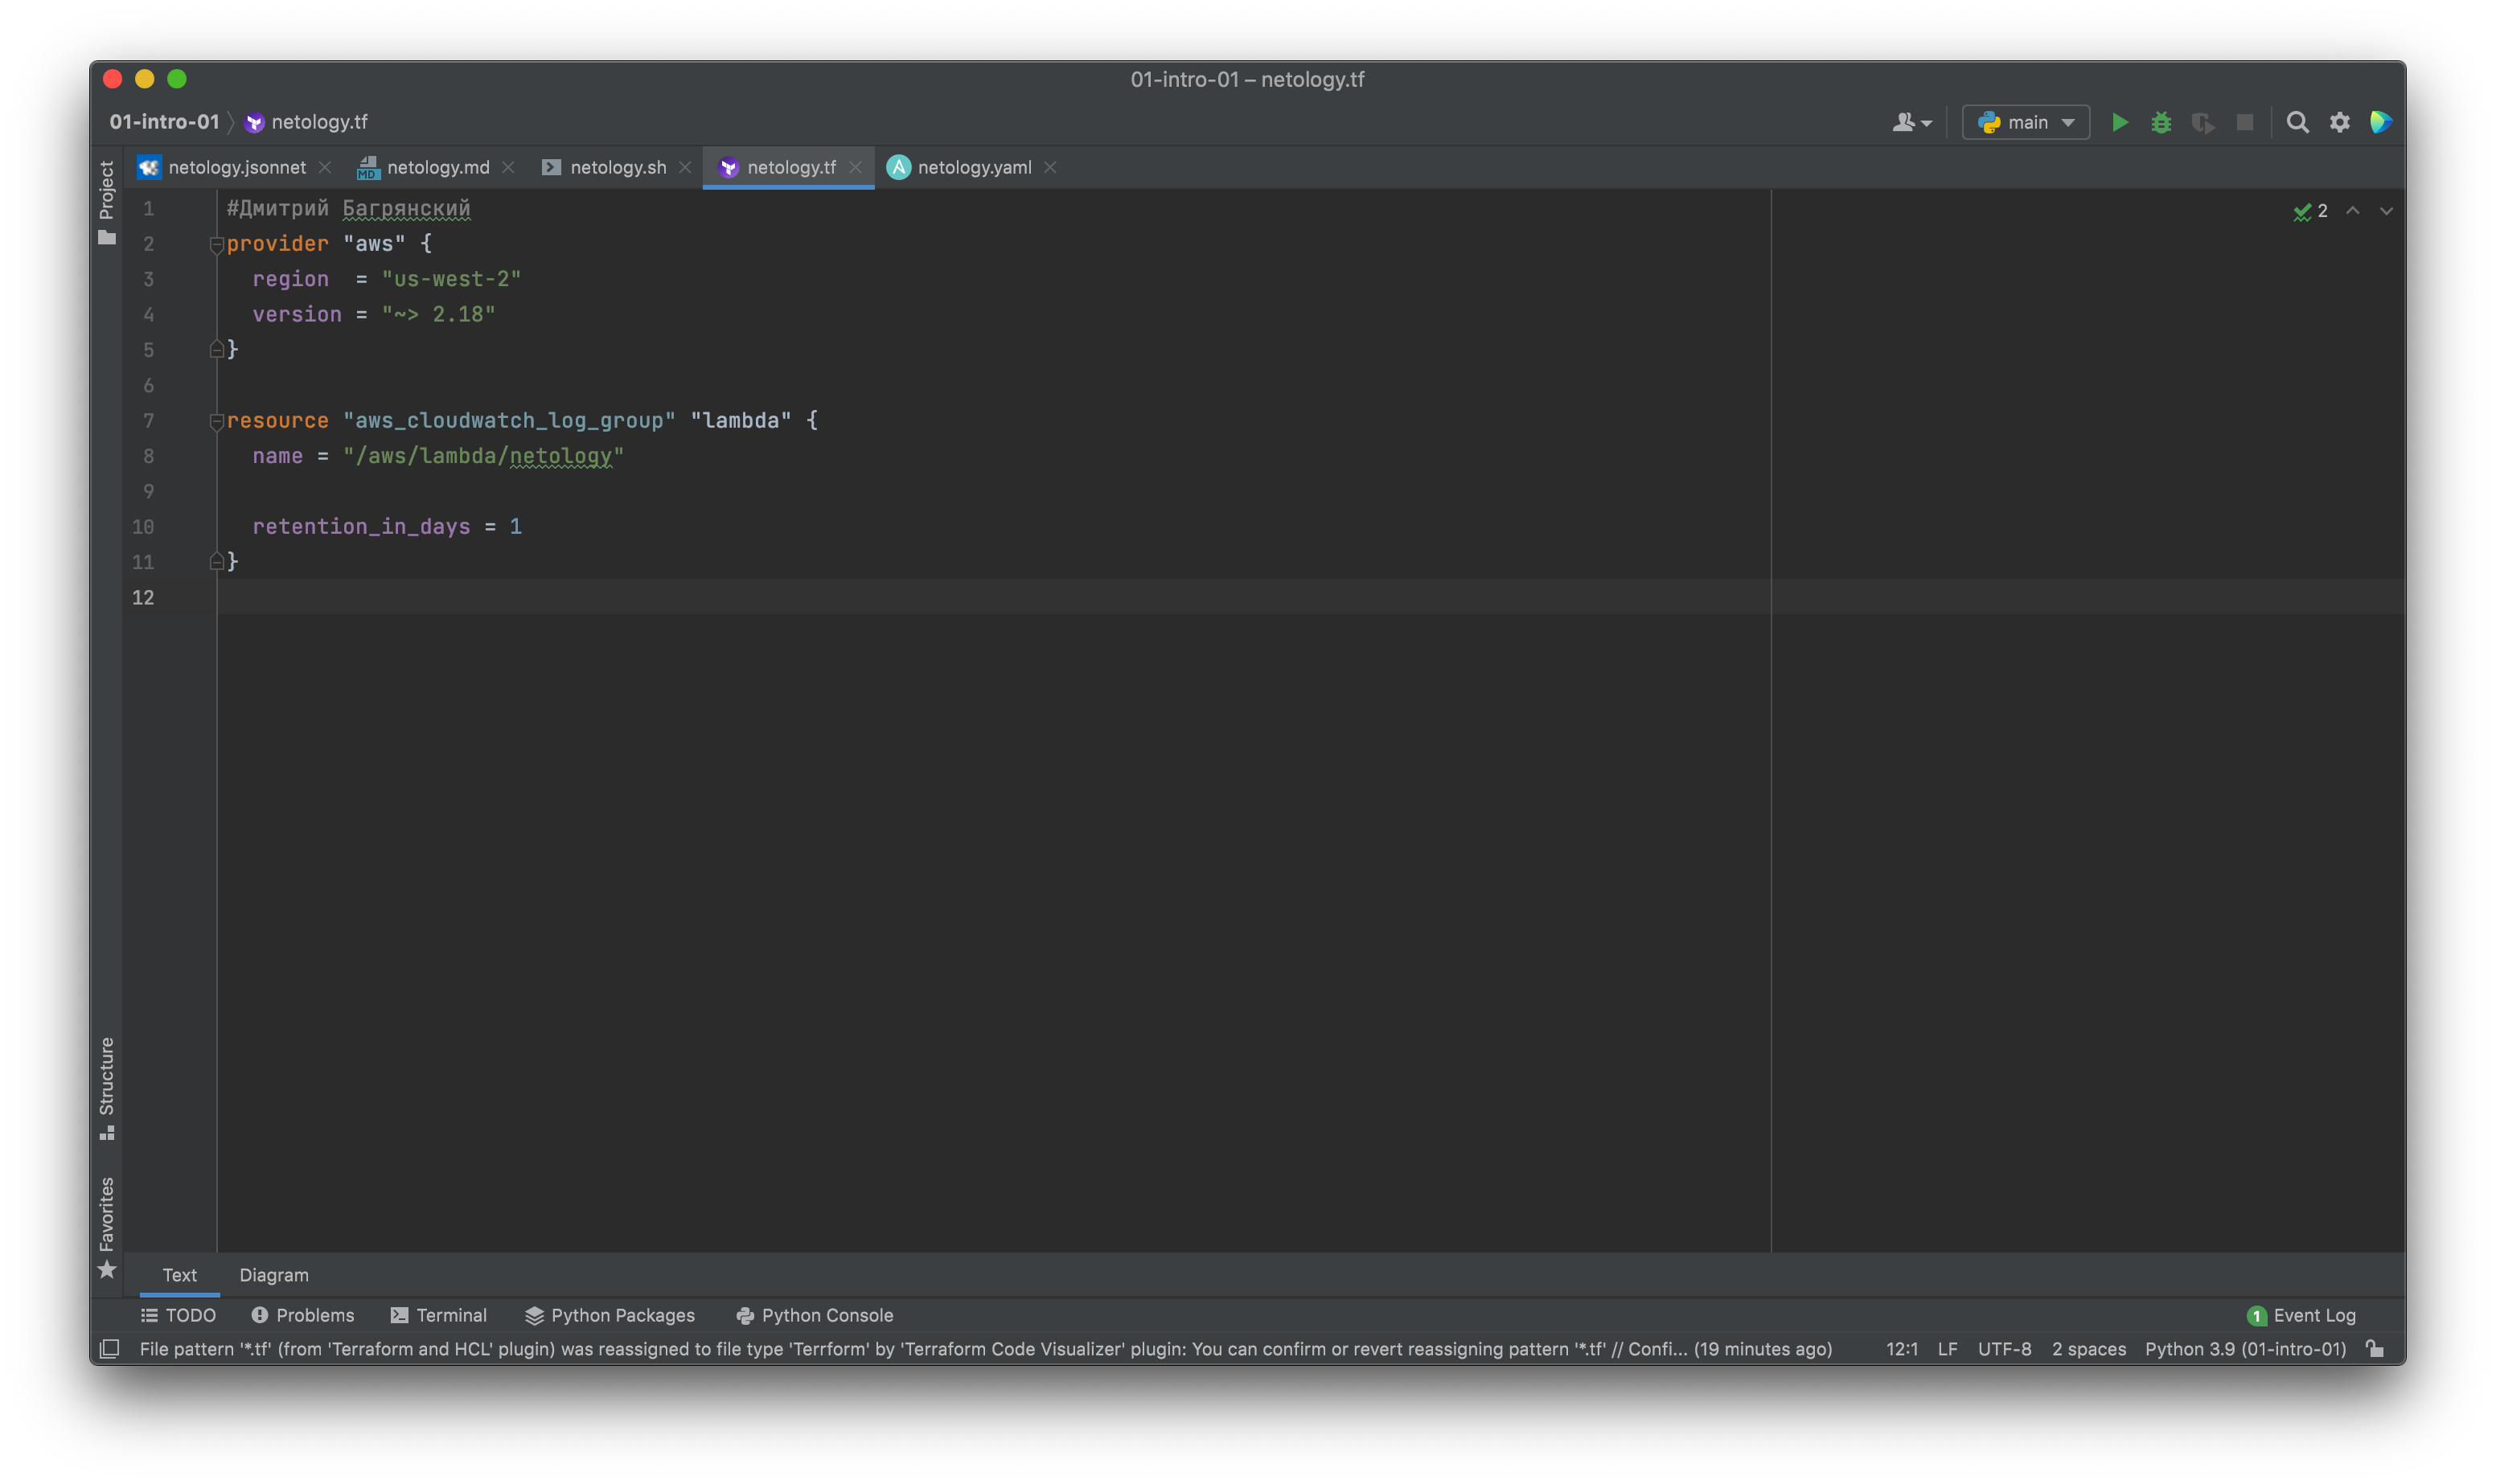 01-intro-01 – netology.tf
01-intro-01 netology.tf main
netology.jsonnet netology.md netology.sh netology.tf netology.yaml
Project
1 #Дмитрий Багрянский
2 provider "aws" {
3 region = "us-west-2"
4 version = "~> 2.18"
5 }
6
7 resource "aws_cloudwatch_log_group" "lambda" {
8 name = "/aws/lambda/netology"
9
10 retention_in_days = 1
11 }
12
2
Structure
Favorites
Text Diagram
TODO Problems Terminal Python Packages Python Console 1 Event Log
File pattern '*.tf' (from 'Terraform and HCL' plugin) was reassigned to file type 'Terrform' by 'Terraform Code Visualizer' plugin: You can confirm or revert reassigning pattern '*.tf' // Confi... (19 minutes ago) 12:1 LF UTF-8 2 spaces Python 3.9 (01-intro-01)